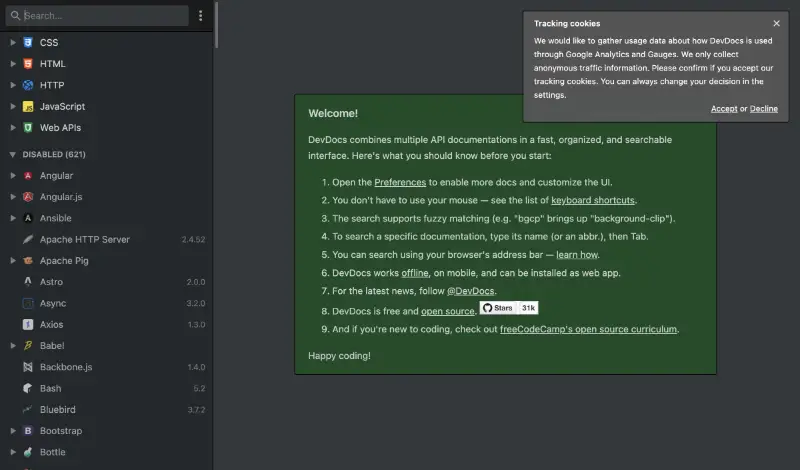 Search...
CSS
HTML
HTTP
JavaScript
Web APIs
DISABLED (621)
Angular
Angular.js
Ansible
Apache HTTP Server 2.4.52
Apache Pig
Astro 2.0.0
Async 3.2.0
Axios 1.3.0
Babel
Backbone.js 1.4.0
Bash 5.2
Bluebird 3.7.2
Bootstrap
Bottle
Tracking cookies
We would like to gather usage data about how DevDocs is used
through Google Analytics and Gauges. We only collect
anonymous traffic information. Please confirm if you accept our
tracking cookies. You can always change your decision in the
settings.
Accept or Decline
Welcome!
DevDocs combines multiple API documentations in a fast, organized, and searchable
interface. Here's what you should know before you start:
1. Open the Preferences to enable more docs and customize the UI.
2. You don't have to use your mouse — see the list of keyboard shortcuts.
3. The search supports fuzzy matching (e.g. "bgcp" brings up "background-clip").
4. To search a specific documentation, type its name (or an abbr.), then Tab.
5. You can search using your browser's address bar — learn how.
6. DevDocs works offline, on mobile, and can be installed as web app.
7. For the latest news, follow @DevDocs.
8. DevDocs is free and open source. Stars 31k
9. And if you're new to coding, check out freeCodeCamp's open source curriculum.
Happy coding!